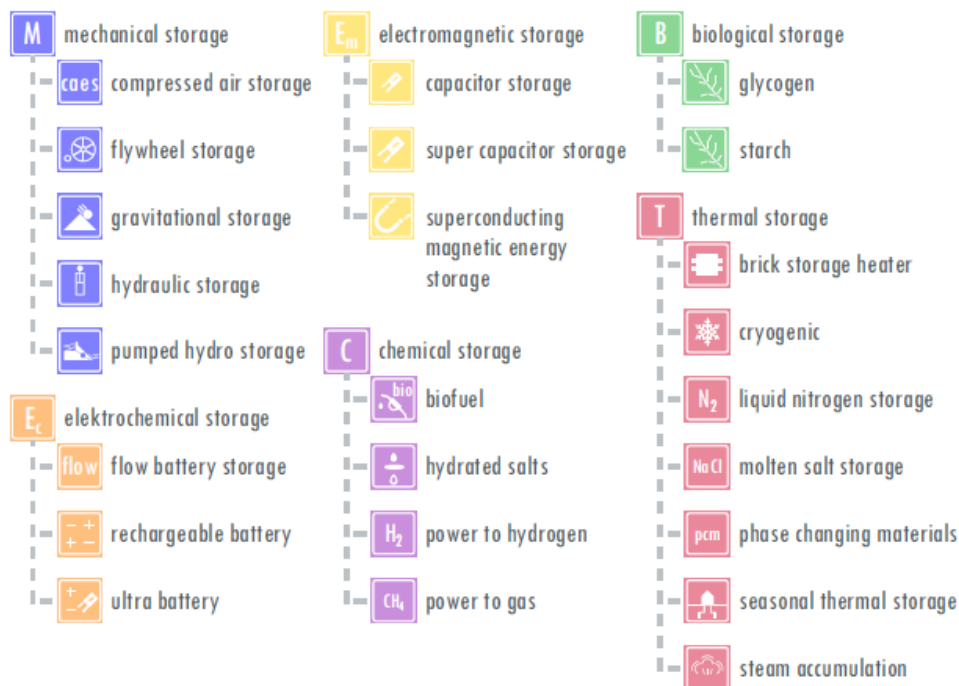 M mechanical storage
caes compressed air storage
flywheel storage
gravitational storage
hydraulic storage
pumped hydro storage
Ec elektrochemical storage
flow flow battery storage
rechargeable battery
ultra battery
Em electromagnetic storage
capacitor storage
super capacitor storage
superconducting
magnetic energy
storage
C chemical storage
bio biofuel
hydrated salts
H₂ power to hydrogen
CH₄ power to gas
B biological storage
glycogen
starch
T thermal storage
brick storage heater
cryogenic
N₂ liquid nitrogen storage
NaCl molten salt storage
pcm phase changing materials
seasonal thermal storage
steam accumulation